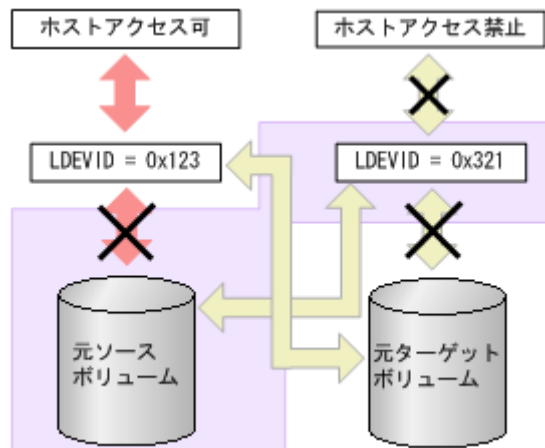 ホストアクセス可
ホストアクセス禁止
LDEVID = 0x123
LDEVID = 0x321
元ソース
ボリューム
元ターゲット
ボリューム